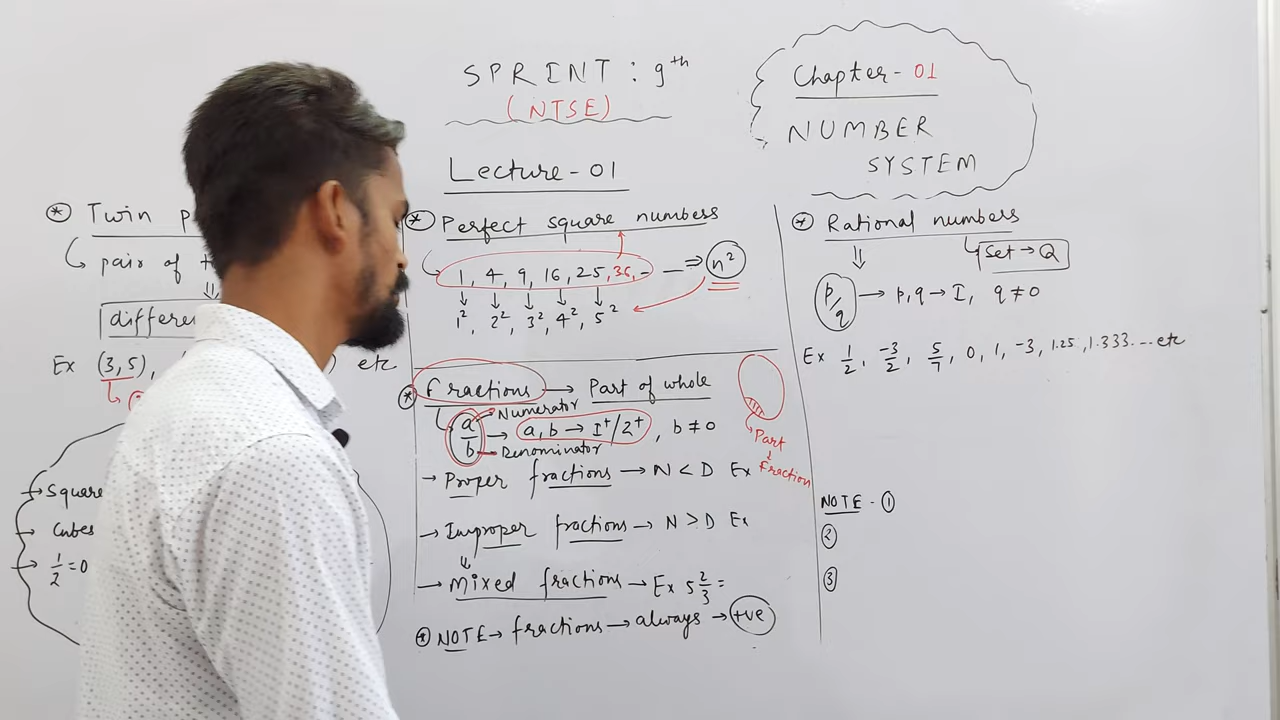 SPRINT : 9th
(NTSE)
Lecture - 01
Chapter - 01
NUMBER
SYSTEM
* Twin
pair of
Ex (3,5), etc
→ Square
→ Cubes
→ 1/2 = 0
* Perfect square numbers
1, 4, 9, 16, 25, 36, - — ⇒ n²
↓ ↓ ↓ ↓ ↓
1², 2², 3², 4², 5²
* Fractions → Part of whole
a/b → a, b → I⁺/Z⁺, b ≠ 0
Numerator
Denominator
Part
↓
Fraction
→ Proper fractions → N < D Ex
→ Improper fractions → N > D Ex
⇓
→ Mixed fractions → Ex 5 2/3 =
* NOTE → fractions → always → +ve
* Rational numbers
Set → Q
⇓
p/q → p, q → I, q ≠ 0
Ex 1/2, -3/2, 5/7, 0, 1, -3, 1.25, 1.333... etc
NOTE - ①
②
③